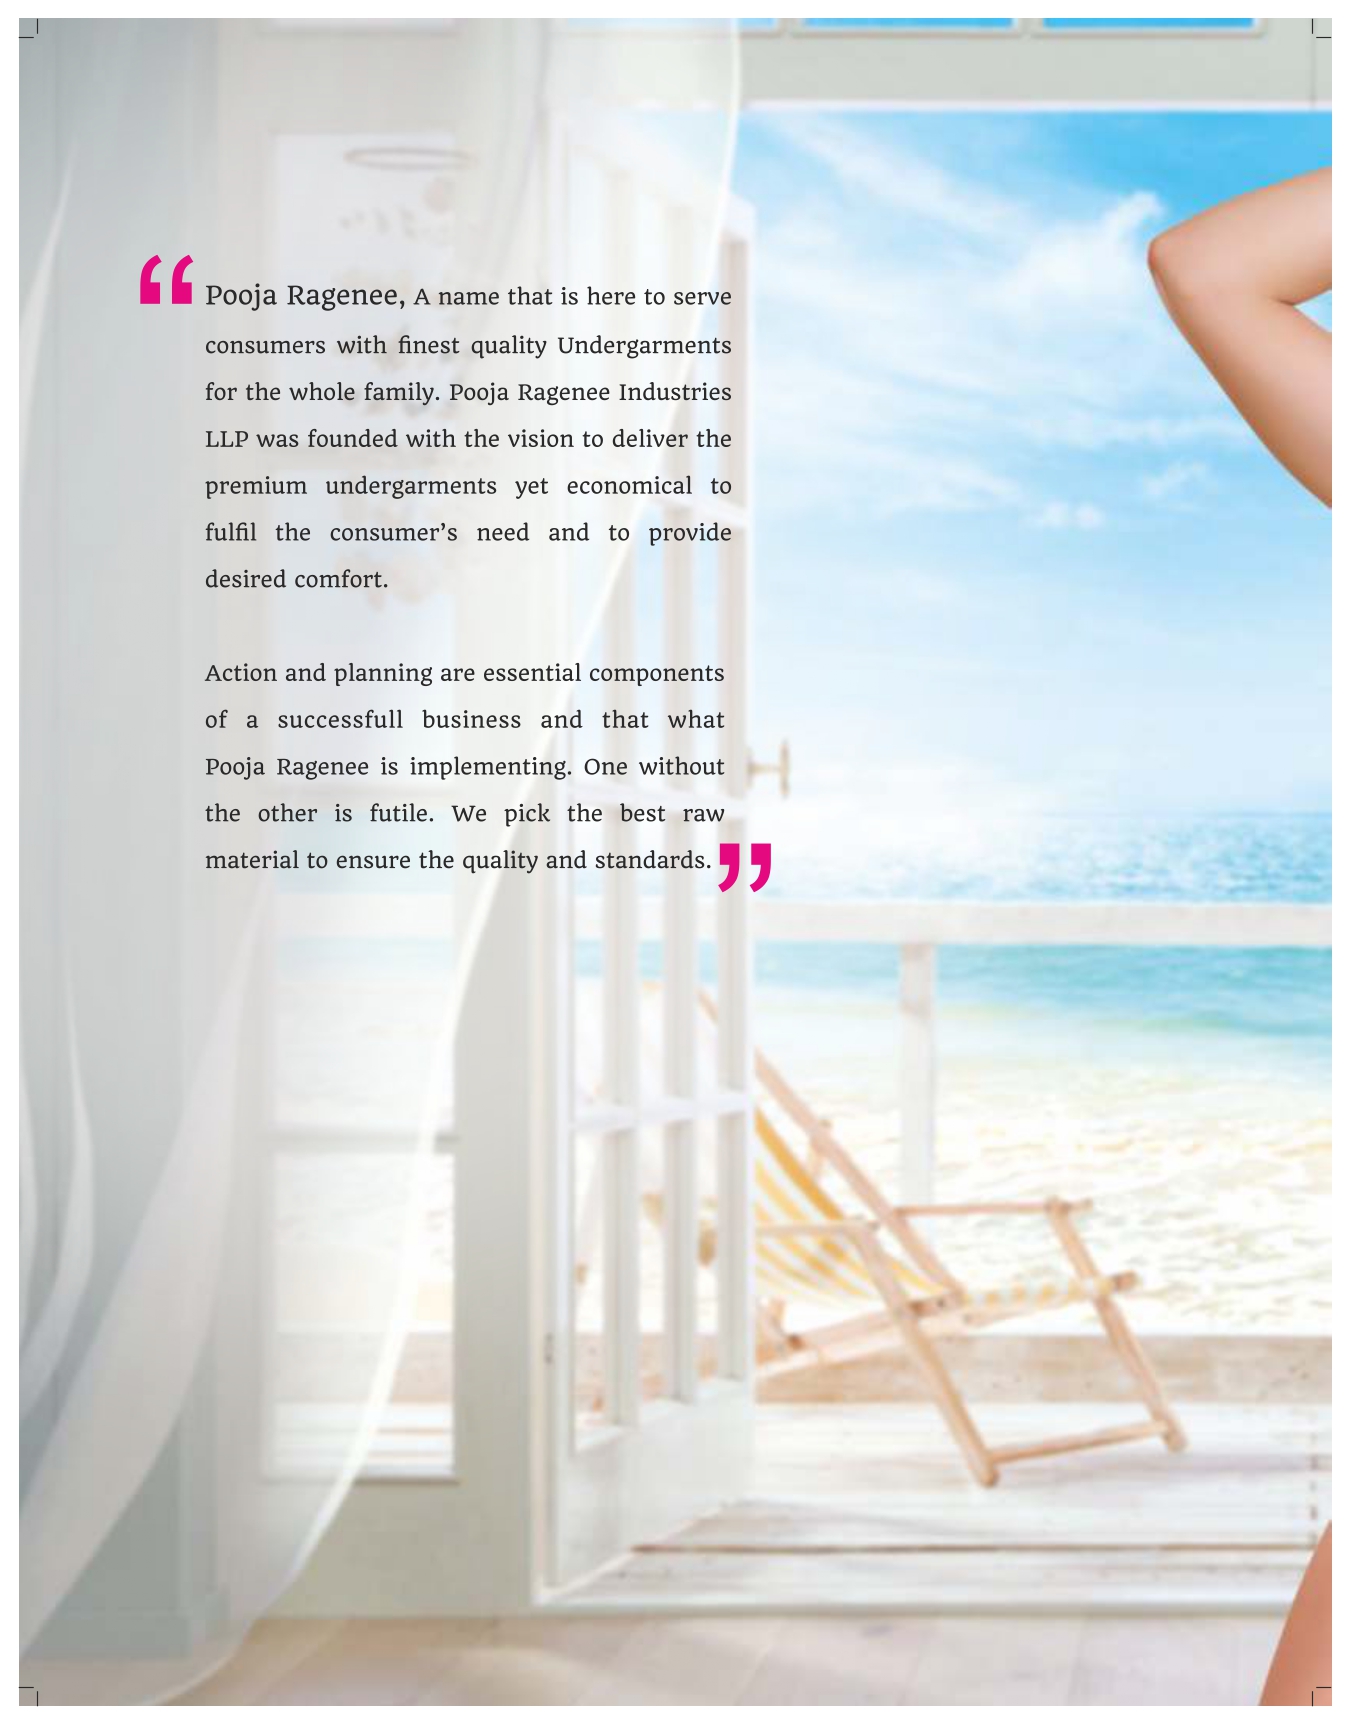 “ Pooja Ragenee, A name that is here to serve
consumers with finest quality Undergarments
for the whole family. Pooja Ragenee Industries
LLP was founded with the vision to deliver the
premium undergarments yet economical to
fulfil the consumer’s need and to provide
desired comfort.
Action and planning are essential components
of a successfull business and that what
Pooja Ragenee is implementing. One without
the other is futile. We pick the best raw
material to ensure the quality and standards. ”